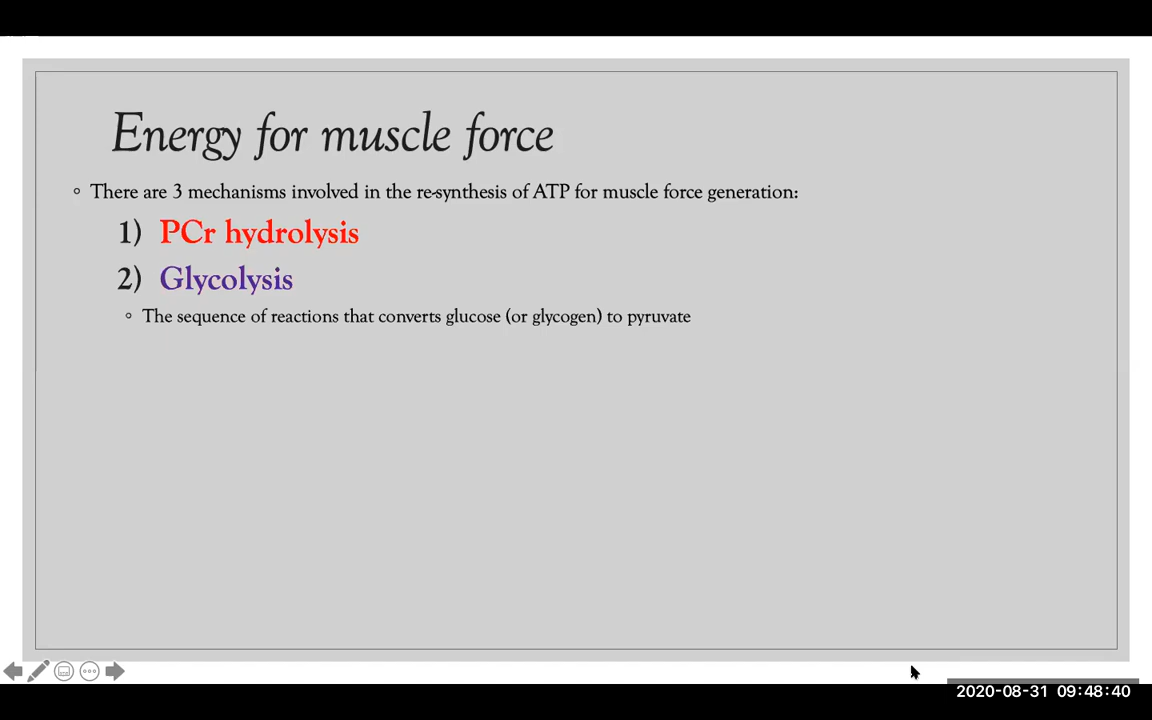 Energy for muscle force
◦ There are 3 mechanisms involved in the re-synthesis of ATP for muscle force generation:
1) PCr hydrolysis
2) Glycolysis
◦ The sequence of reactions that converts glucose (or glycogen) to pyruvate
2020-08-31 09:48:40